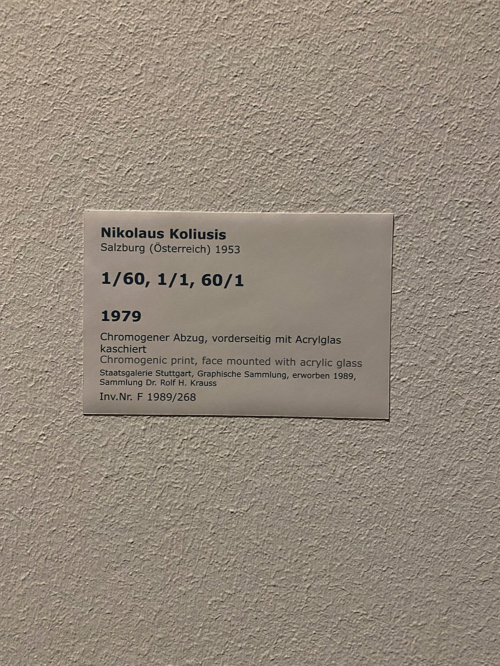 Nikolaus Koliusis
Salzburg (Österreich) 1953
1/60, 1/1, 60/1
1979
Chromogener Abzug, vorderseitig mit Acrylglas
kaschiert
Chromogenic print, face mounted with acrylic glass
Staatsgalerie Stuttgart, Graphische Sammlung, erworben 1989,
Sammlung Dr. Rolf H. Krauss
Inv.Nr. F 1989/268